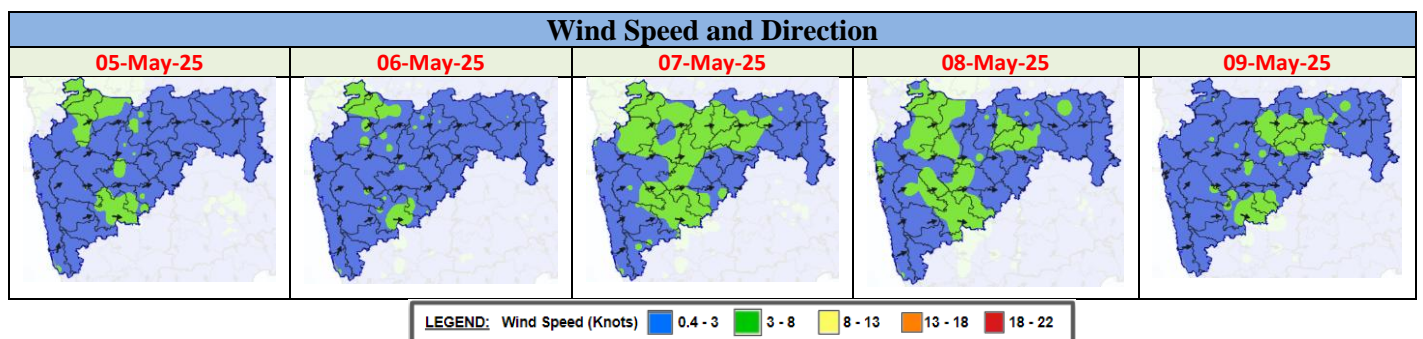 Wind Speed and Direction
05-May-25 06-May-25 07-May-25 08-May-25 09-May-25
LEGEND: Wind Speed (Knots) 0.4 - 3 3 - 8 8 - 13 13 - 18 18 - 22